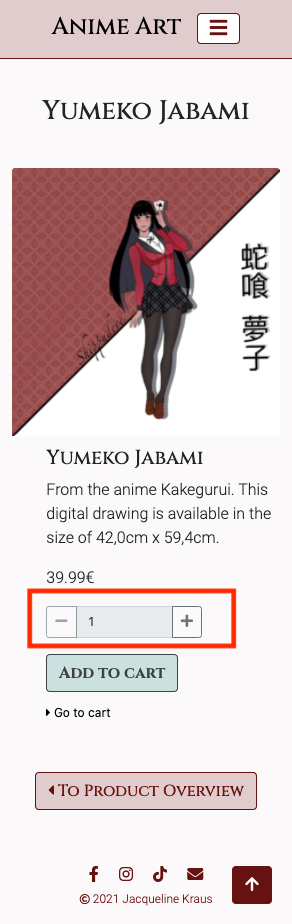 Anime Art
Yumeko Jabami
蛇喰 夢子
Yumeko Jabami
From the anime Kakegurui. This
digital drawing is available in the
size of 42,0cm x 59,4cm.
39.99€
1
Add to cart
Go to cart
To Product Overview
© 2021 Jacqueline Kraus